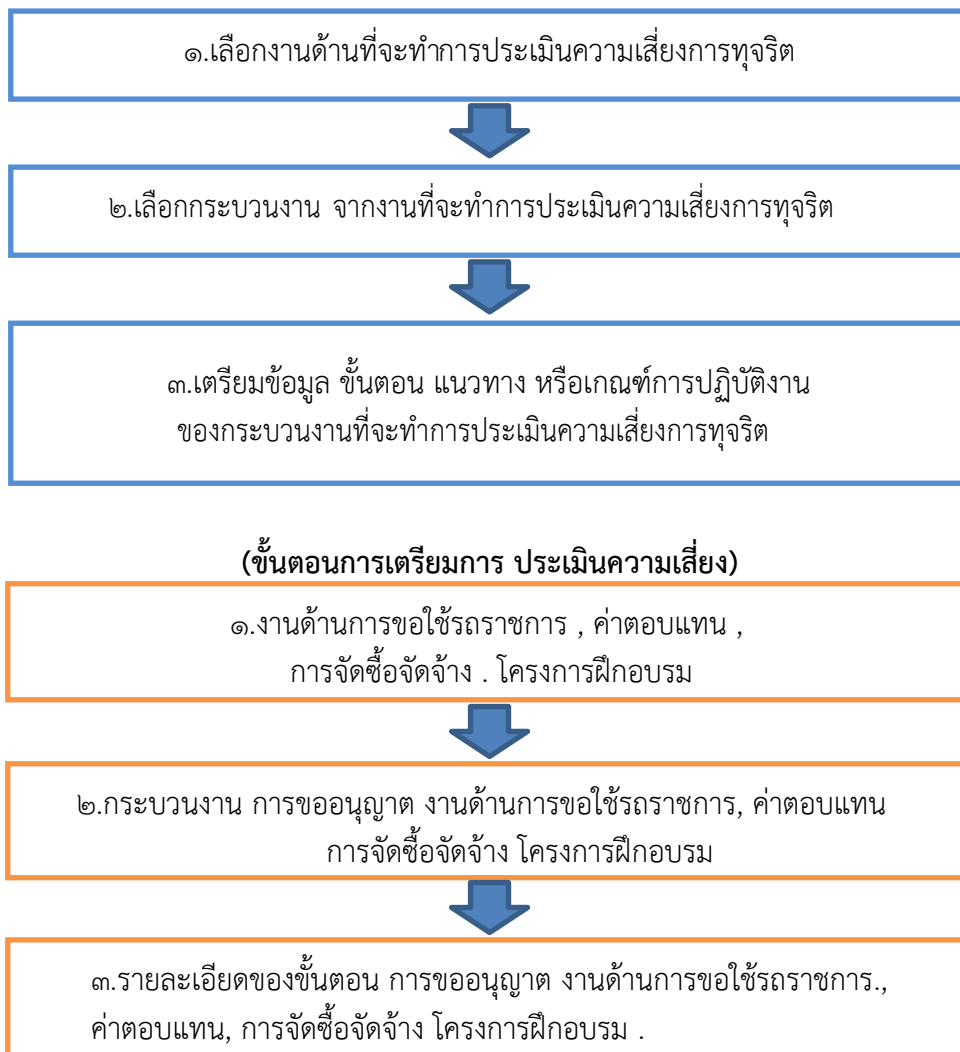 ๑.เลือกงานด้านที่จะทำการประเมินความเสี่ยงการทุจริต
๒.เลือกกระบวนงาน จากงานที่จะทำการประเมินความเสี่ยงการทุจริต
๓.เตรียมข้อมูล ขั้นตอน แนวทาง หรือเกณฑ์การปฏิบัติงาน
ของกระบวนงานที่จะทำการประเมินความเสี่ยงการทุจริต
(ขั้นตอนการเตรียมการ ประเมินความเสี่ยง)
๑.งานด้านการขอใช้รถราชการ , ค่าตอบแทน ,
การจัดซื้อจัดจ้าง . โครงการฝึกอบรม
๒.กระบวนงาน การขออนุญาต งานด้านการขอใช้รถราชการ, ค่าตอบแทน
การจัดซื้อจัดจ้าง โครงการฝึกอบรม
๓.รายละเอียดของขั้นตอน การขออนุญาต งานด้านการขอใช้รถราชการ.,
ค่าตอบแทน, การจัดซื้อจัดจ้าง โครงการฝึกอบรม .